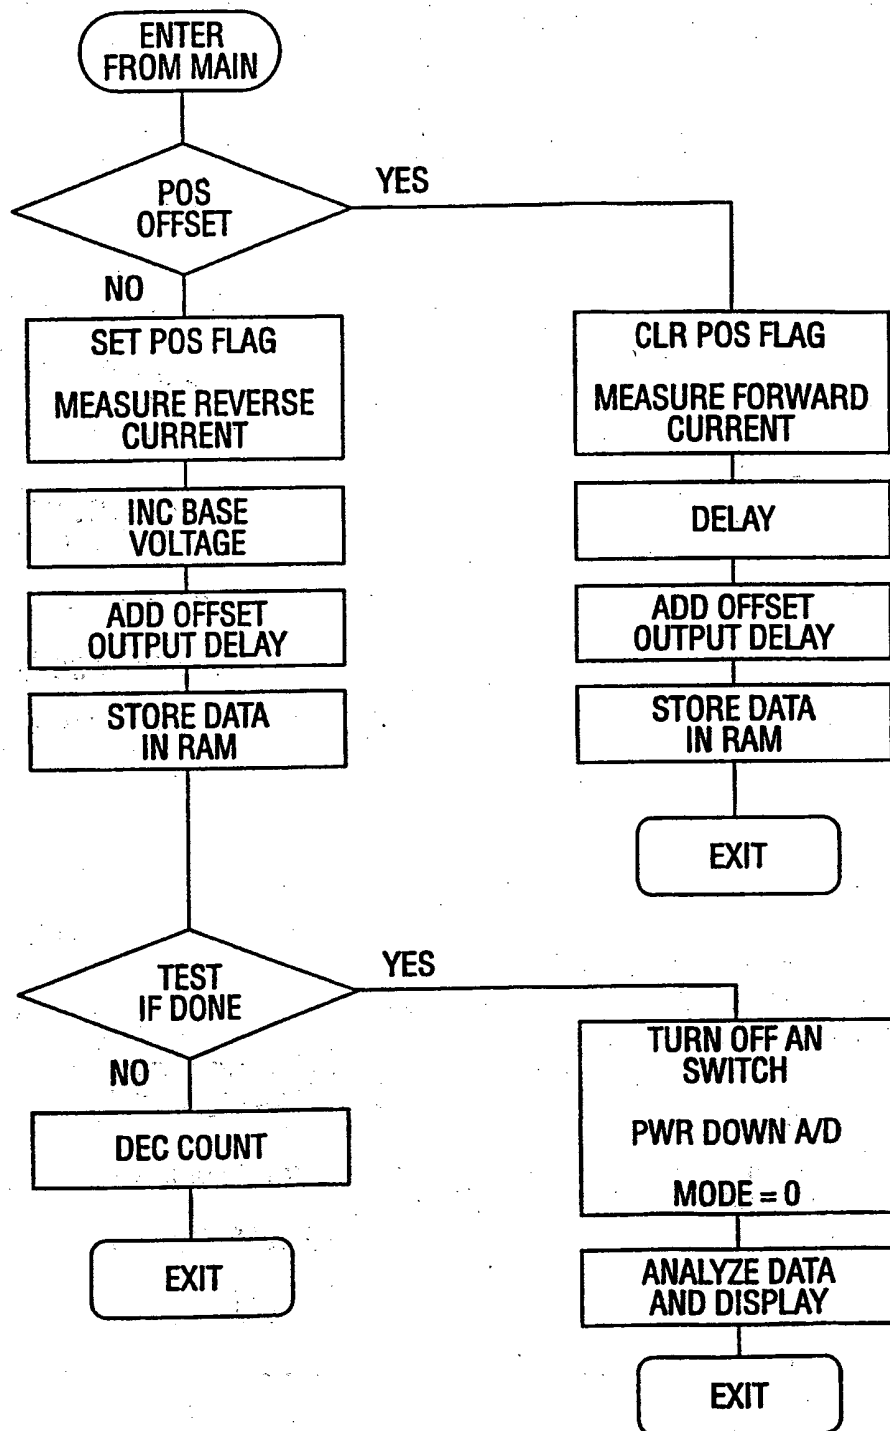 ENTER
FROM MAIN
POS
OFFSET
YES
NO
SET POS FLAG
MEASURE REVERSE
CURRENT
INC BASE
VOLTAGE
ADD OFFSET
OUTPUT DELAY
STORE DATA
IN RAM
CLR POS FLAG
MEASURE FORWARD
CURRENT
DELAY
ADD OFFSET
OUTPUT DELAY
STORE DATA
IN RAM
EXIT
TEST
IF DONE
YES
NO
DEC COUNT
EXIT
TURN OFF AN
SWITCH
PWR DOWN A/D
MODE = 0
ANALYZE DATA
AND DISPLAY
EXIT